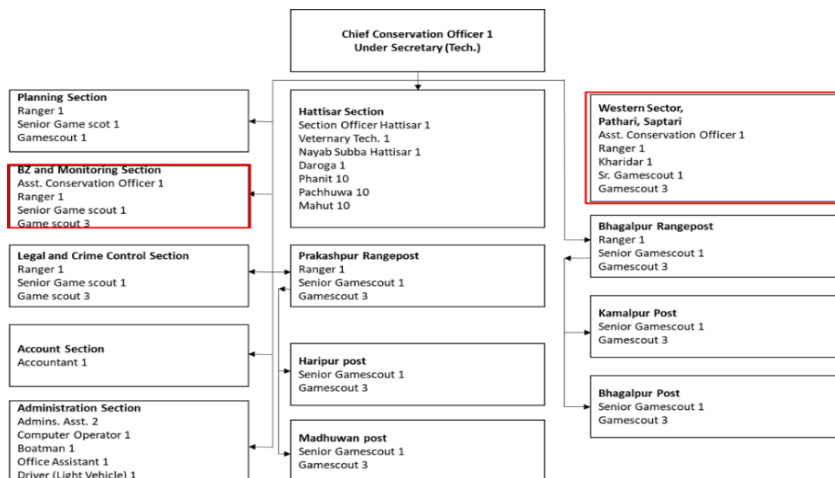 Chief Conservation Officer 1
Under Secretary (Tech.)
Planning Section
Ranger 1
Senior Game scot 1
Gamescout 1
BZ and Monitoring Section
Asst. Conservation Officer 1
Ranger 1
Senior Game scout 1
Game scout 3
Legal and Crime Control Section
Ranger 1
Senior Game scout 1
Game scout 3
Account Section
Accountant 1
Administration Section
Admins. Asst. 2
Computer Operator 1
Boatman 1
Office Assistant 1
Driver (Light Vehicle) 1
Hattisar Section
Section Officer Hattisar 1
Veternary Tech. 1
Nayab Subba Hattisar 1
Daroga 1
Phanit 10
Pachhuwa 10
Mahut 10
Prakashpur Rangepost
Ranger 1
Senior Gamescout 1
Gamescout 3
Haripur post
Senior Gamescout 1
Gamescout 3
Madhuwan post
Senior Gamescout 1
Gamescout 3
Western Sector,
Pathari, Saptari
Asst. Conservation Officer 1
Ranger 1
Kharidar 1
Sr. Gamescout 1
Gamescout 3
Bhagalpur Rangepost
Ranger 1
Senior Gamescout 1
Gamescout 3
Kamalpur Post
Senior Gamescout 1
Gamescout 3
Bhagalpur Post
Senior Gamescout 1
Gamescout 3